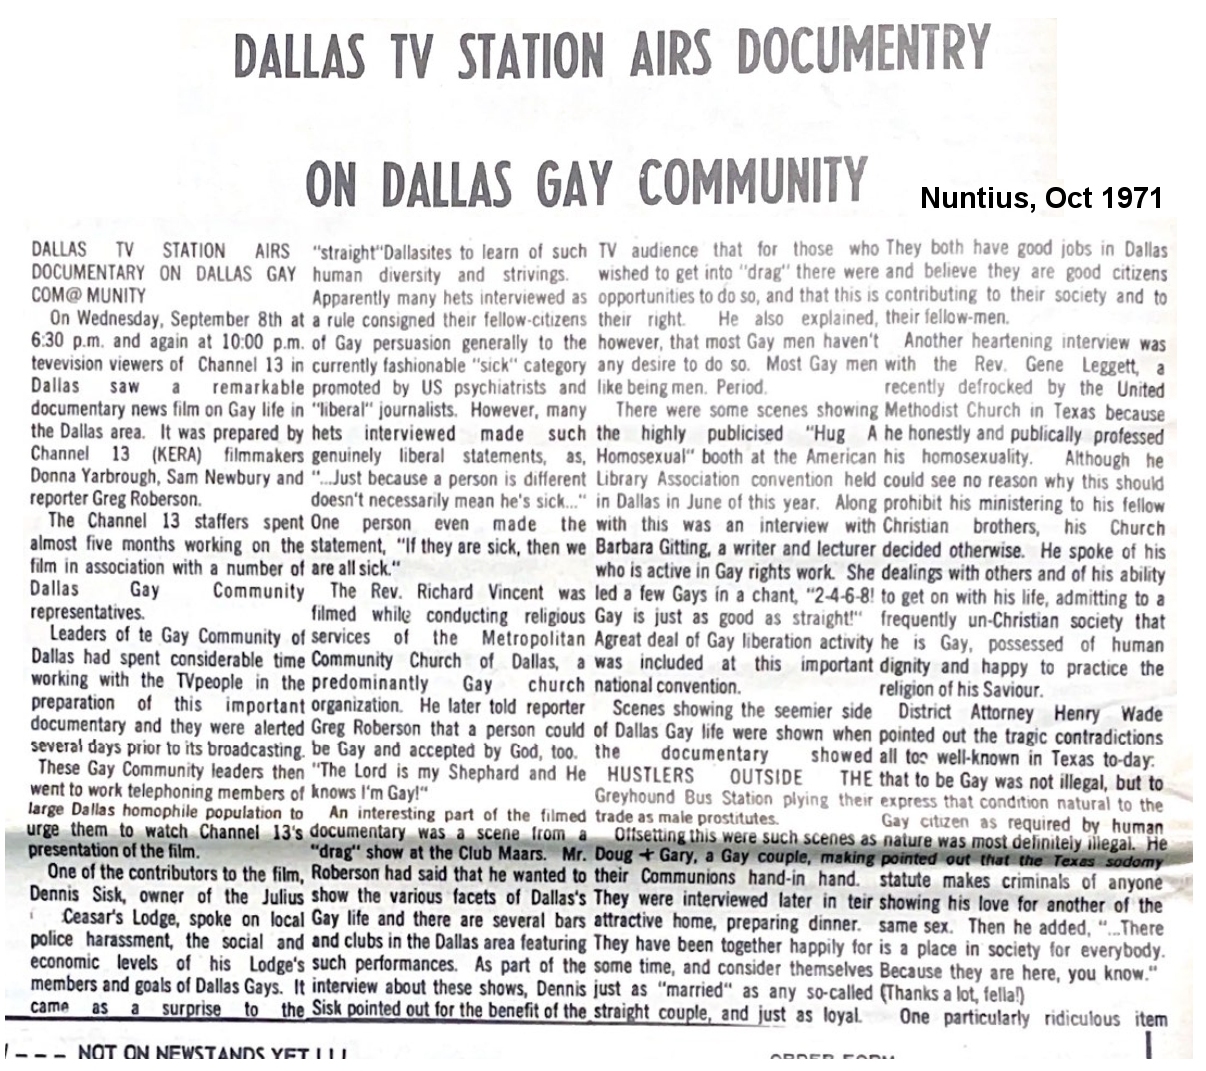 DALLAS TV STATION AIRS DOCUMENTRY
ON DALLAS GAY COMMUNITY
Nuntius, Oct 1971
DALLAS TV STATION AIRS
DOCUMENTARY ON DALLAS GAY
COM@ MUNITY
On Wednesday, September 8th at
6:30 p.m. and again at 10:00 p.m.
tevevision viewers of Channel 13 in
Dallas saw a remarkable
documentary news film on Gay life in
the Dallas area. It was prepared by
Channel 13 (KERA) filmmakers
Donna Yarbrough, Sam Newbury and
reporter Greg Roberson.
The Channel 13 staffers spent
almost five months working on the
film in association with a number of
Dallas Gay Community
representatives.
Leaders of te Gay Community of
Dallas had spent considerable time
working with the TVpeople in the
preparation of this important
documentary and they were alerted
several days prior to its broadcasting.
These Gay Community leaders then
went to work telephoning members of
large Dallas homophile population to
urge them to watch Channel 13's
presentation of the film.
One of the contributors to the film,
Dennis Sisk, owner of the Julius
Ceasar's Lodge, spoke on local
police harassment, the social and
economic levels of his Lodge's
members and goals of Dallas Gays. It
came as a surprise to the
"straight"Dallasites to learn of such
human diversity and strivings.
Apparently many hets interviewed as
a rule consigned their fellow-citizens
of Gay persuasion generally to the
currently fashionable "sick" category
promoted by US psychiatrists and
"liberal" journalists. However, many
hets interviewed made such
genuinely liberal statements, as,
"...Just because a person is different
doesn't necessarily mean he's sick..."
One person even made the
statement, "If they are sick, then we
are all sick."
The Rev. Richard Vincent was
filmed while conducting religious
services of the Metropolitan
Community Church of Dallas, a
predominantly Gay church
organization. He later told reporter
Greg Roberson that a person could
be Gay and accepted by God, too.
"The Lord is my Shephard and He
knows I'm Gay!"
An interesting part of the filmed
documentary was a scene from a
"drag" show at the Club Maars. Mr.
Roberson had said that he wanted to
show the various facets of Dallas's
Gay life and there are several bars
and clubs in the Dallas area featuring
such performances. As part of the
interview about these shows, Dennis
Sisk pointed out for the benefit of the
TV audience that for those who
wished to get into "drag" there were
opportunities to do so, and that this is
their right. He also explained,
however, that most Gay men haven't
any desire to do so. Most Gay men
like being men. Period.
There were some scenes showing
the highly publicised "Hug A
Homosexual" booth at the American
Library Association convention held
in Dallas in June of this year. Along
with this was an interview with
Barbara Gitting, a writer and lecturer
who is active in Gay rights work. She
led a few Gays in a chant, "2-4-6-8!
Gay is just as good as straight!"
Agreat deal of Gay liberation activity
was included at this important
national convention.
Scenes showing the seemier side
of Dallas Gay life were shown when
the documentary showed
HUSTLERS OUTSIDE THE
Greyhound Bus Station plying their
trade as male prostitutes.
Offsetting this were such scenes as
Doug + Gary, a Gay couple, making
their Communions hand-in hand.
They were interviewed later in teir
attractive home, preparing dinner.
They have been together happily for
some time, and consider themselves
just as "married" as any so-called
straight couple, and just as loyal.
They both have good jobs in Dallas
and believe they are good citizens
contributing to their society and to
their fellow-men.
Another heartening interview was
with the Rev. Gene Leggett, a
recently defrocked by the United
Methodist Church in Texas because
he honestly and publically professed
his homosexuality. Although he
could see no reason why this should
prohibit his ministering to his fellow
Christian brothers, his Church
decided otherwise. He spoke of his
dealings with others and of his ability
to get on with his life, admitting to a
frequently un-Christian society that
he is Gay, possessed of human
dignity and happy to practice the
religion of his Saviour.
District Attorney Henry Wade
pointed out the tragic contradictions
all too well-known in Texas to-day:
that to be Gay was not illegal, but to
express that condition natural to the
Gay citizen as required by human
nature was most definitely illegal. He
pointed out that the Texas sodomy
statute makes criminals of anyone
showing his love for another of the
same sex. Then he added, "...There
is a place in society for everybody.
Because they are here, you know."
(Thanks a lot, fella!)
One particularly ridiculous item
--- NOT ON NEWSTANDS YET ! ! !
ORDER FORM